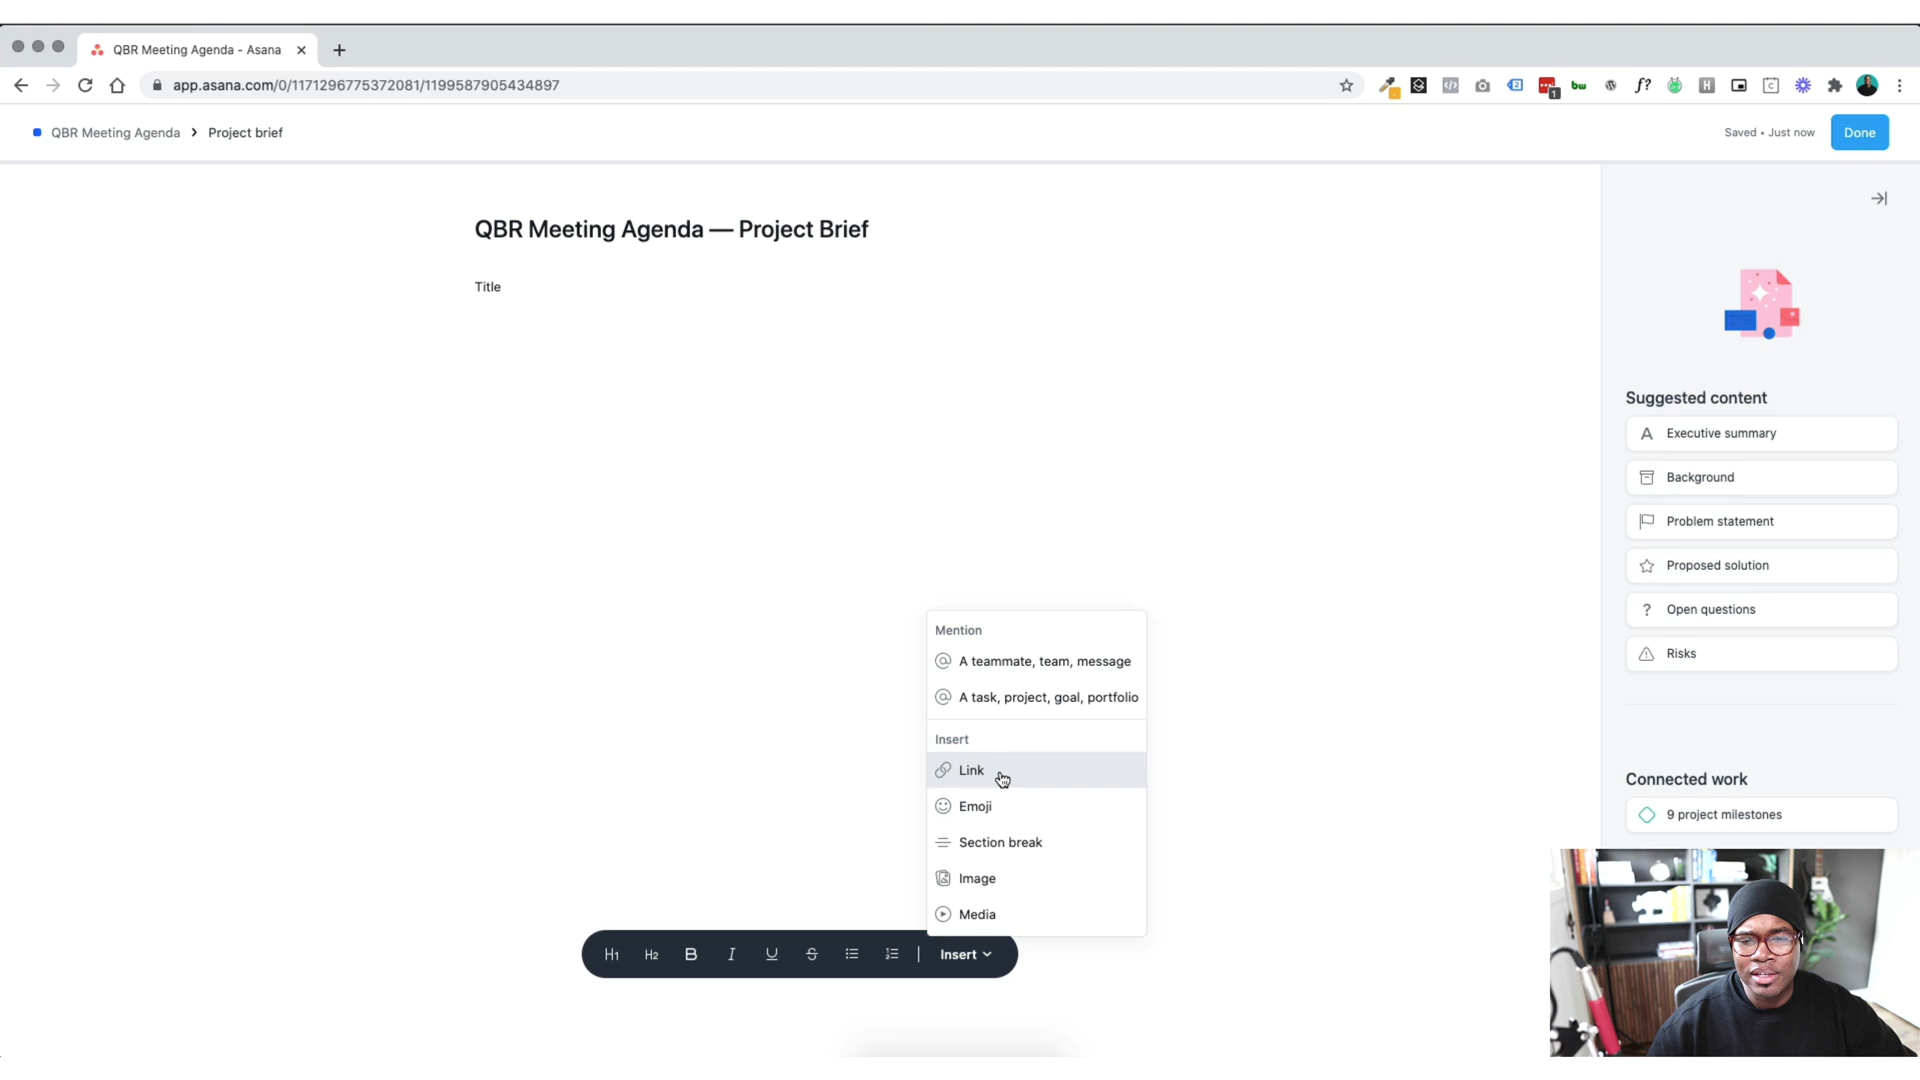 QBR Meeting Agenda - Asana
app.asana.com/0/1171296775372081/1199587905434897
bw
f?
H
1
QBR Meeting Agenda > Project brief
Saved • Just now
Done
QBR Meeting Agenda — Project Brief
Title
Suggested content
Executive summary
Background
Problem statement
Proposed solution
? Open questions
Risks
Connected work
9 project milestones
Mention
@ A teammate, team, message
@ A task, project, goal, portfolio
Insert
Link
Emoji
Section break
Image
Media
H1 H2 B I U S
Insert